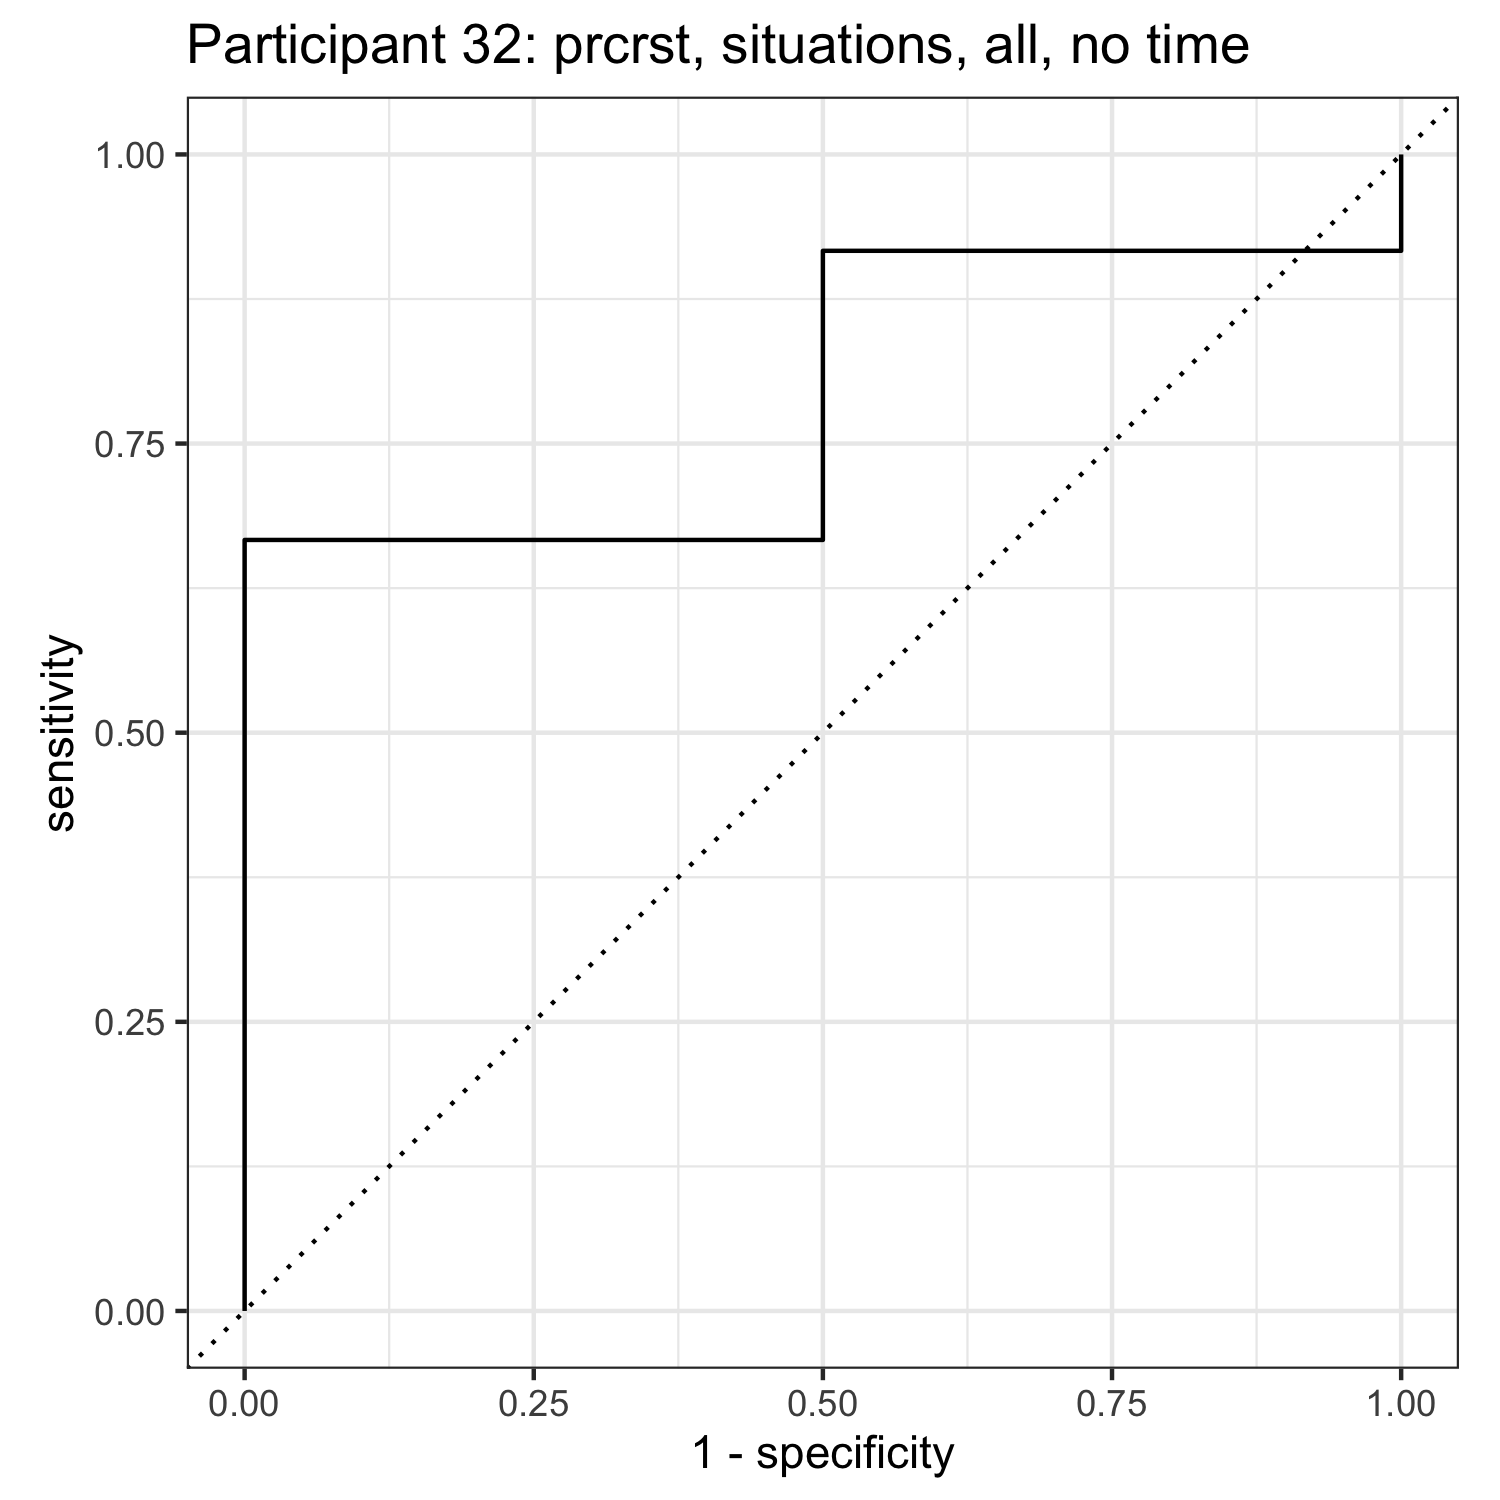 Participant 32: prcrst, situations, all, no time
1.00
0.75
0.50
0.25
0.00
sensitivity
0.00 0.25 0.50 0.75 1.00
1 - specificity